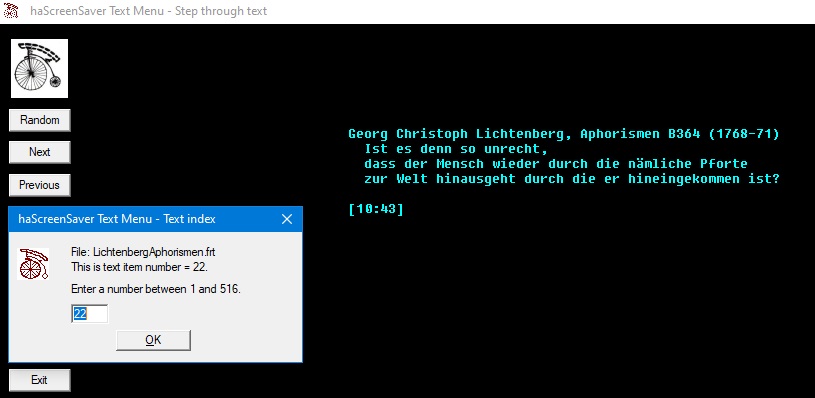 haScreenSaver Text Menu - Step through text
Random
Next
Previous
Georg Christoph Lichtenberg, Aphorismen B364 (1768-71)
Ist es denn so unrecht,
dass der Mensch wieder durch die nämliche Pforte
zur Welt hinausgeht durch die er hineingekommen ist?
[10:43]
haScreenSaver Text Menu - Text index
File: LichtenbergAphorismen.frt
This is text item number = 22.
Enter a number between 1 and 516.
22
OK
Exit